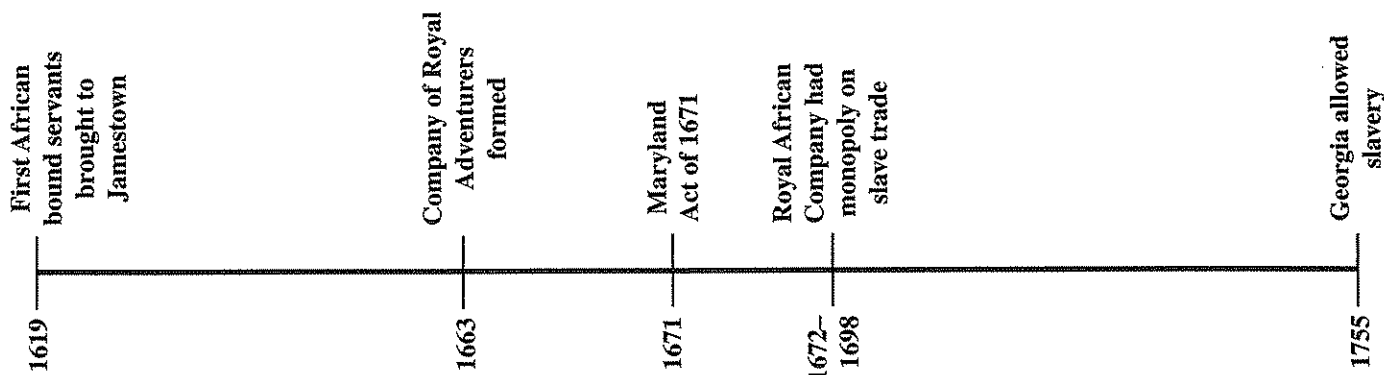 1619
First African
bound servants
brought to
Jamestown
1663
Company of Royal
Adventurers
formed
1671
Maryland
Act of 1671
1672–
1698
Royal African
Company had
monopoly on
slave trade
1755
Georgia allowed
slavery